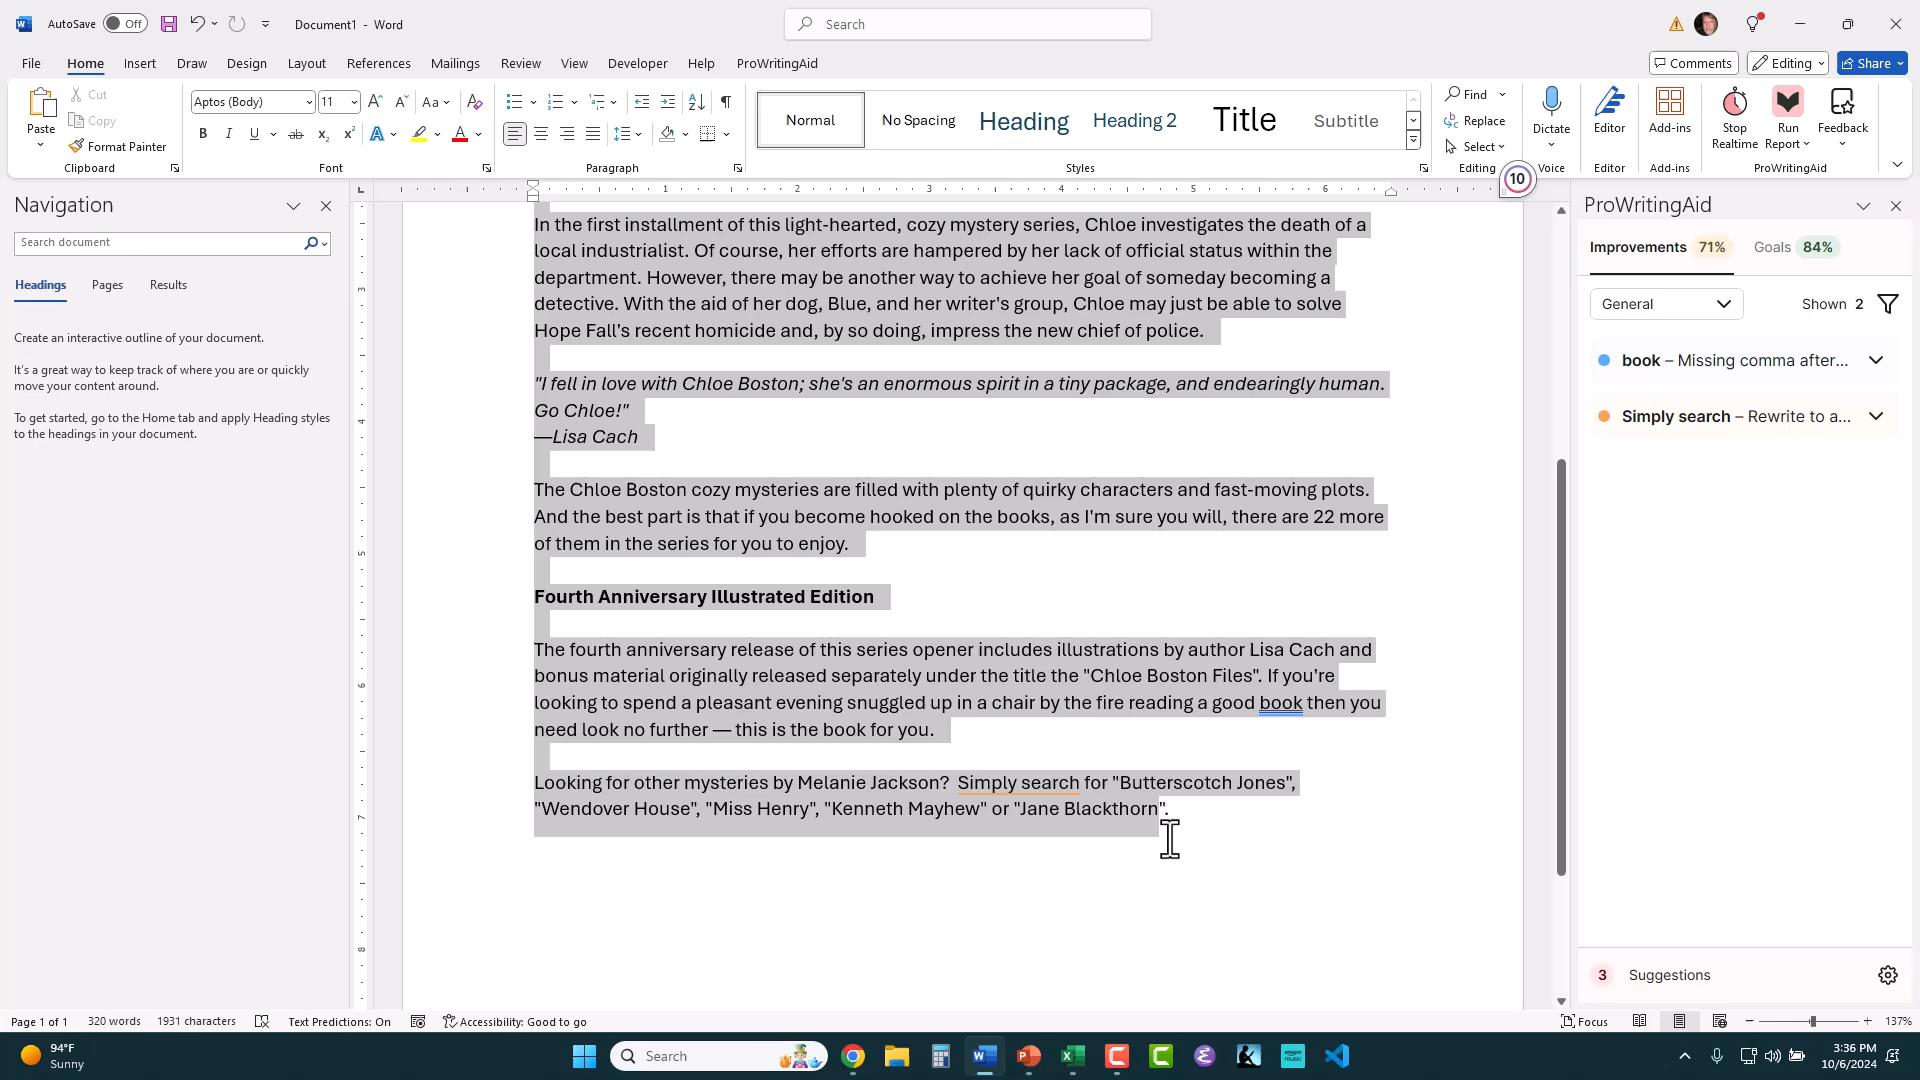 AutoSave Off Document1 - Word Search
File Home Insert Draw Design Layout References Mailings Review View Developer Help ProWritingAid Comments Editing Share
Paste Cut Copy Format Painter
Aptos (Body) 11
Normal No Spacing Heading Heading 2 Title Subtitle
Find Replace Select
Dictate Editor Add-ins Stop Realtime Run Report Feedback
Clipboard Font Paragraph Styles Editing Voice Editor Add-ins ProWritingAid
10
1 2 3 4 5 6
Navigation
Search document
Headings Pages Results
Create an interactive outline of your document.
It's a great way to keep track of where you are or quickly
move your content around.
To get started, go to the Home tab and apply Heading styles
to the headings in your document.
3
4
5
6
7
8
In the first installment of this light-hearted, cozy mystery series, Chloe investigates the death of a
local industrialist. Of course, her efforts are hampered by her lack of official status within the
department. However, there may be another way to achieve her goal of someday becoming a
detective. With the aid of her dog, Blue, and her writer's group, Chloe may just be able to solve
Hope Fall's recent homicide and, by so doing, impress the new chief of police.
"I fell in love with Chloe Boston; she's an enormous spirit in a tiny package, and endearingly human.
Go Chloe!"
—Lisa Cach
The Chloe Boston cozy mysteries are filled with plenty of quirky characters and fast-moving plots.
And the best part is that if you become hooked on the books, as I'm sure you will, there are 22 more
of them in the series for you to enjoy.
Fourth Anniversary Illustrated Edition
The fourth anniversary release of this series opener includes illustrations by author Lisa Cach and
bonus material originally released separately under the title the "Chloe Boston Files". If you're
looking to spend a pleasant evening snuggled up in a chair by the fire reading a good book then you
need look no further — this is the book for you.
Looking for other mysteries by Melanie Jackson?  Simply search for "Butterscotch Jones",
"Wendover House", "Miss Henry", "Kenneth Mayhew" or "Jane Blackthorn".
ProWritingAid
Improvements 71% Goals 84%
General Shown 2
book – Missing comma after...
Simply search – Rewrite to a...
3 Suggestions
Page 1 of 1 320 words 1931 characters Text Predictions: On Accessibility: Good to go Focus 137%
94°F
Sunny
Search
3:36 PM
10/6/2024